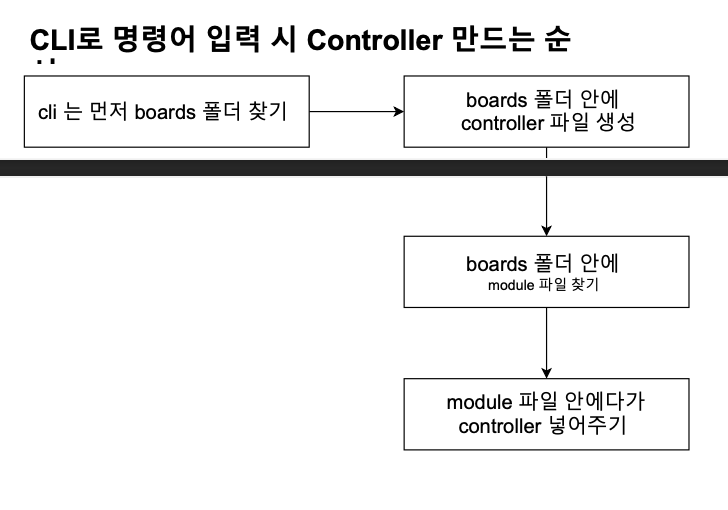 CLI로 명령어 입력 시 Controller 만드는 순
cli 는 먼저 boards 폴더 찾기
boards 폴더 안에
controller 파일 생성
boards 폴더 안에
module 파일 찾기
module 파일 안에다가
controller 넣어주기